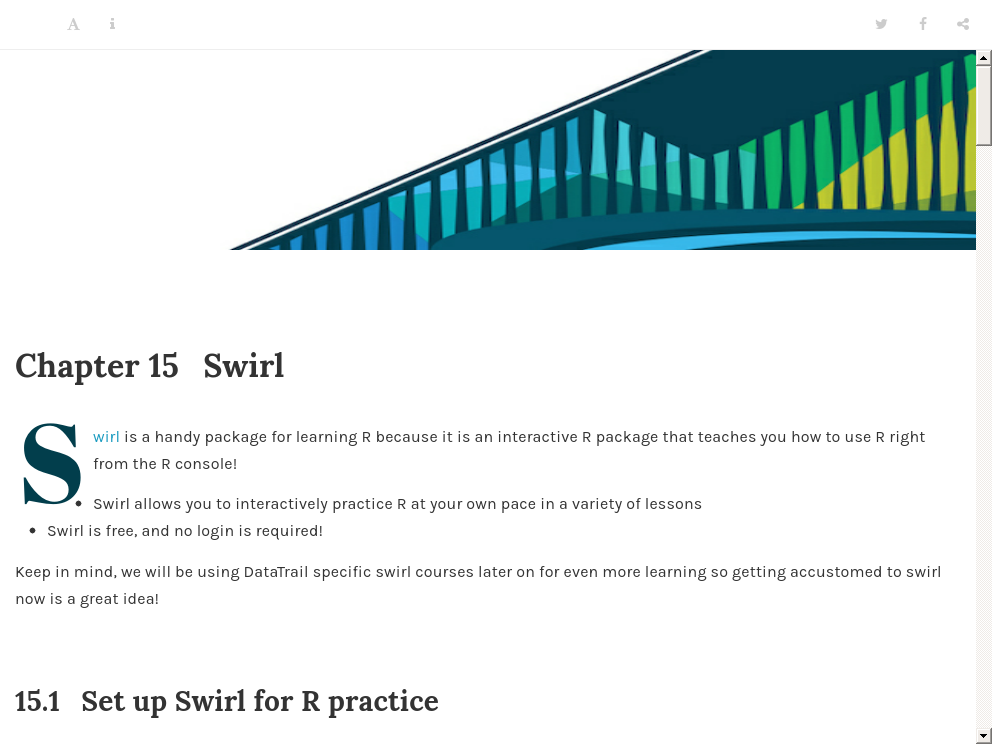 Chapter 15 Swirl
Swirl is a handy package for learning R because it is an interactive R package that teaches you how to use R right
from the R console!
• Swirl allows you to interactively practice R at your own pace in a variety of lessons
• Swirl is free, and no login is required!
Keep in mind, we will be using DataTrail specific swirl courses later on for even more learning so getting accustomed to swirl
now is a great idea!
15.1 Set up Swirl for R practice